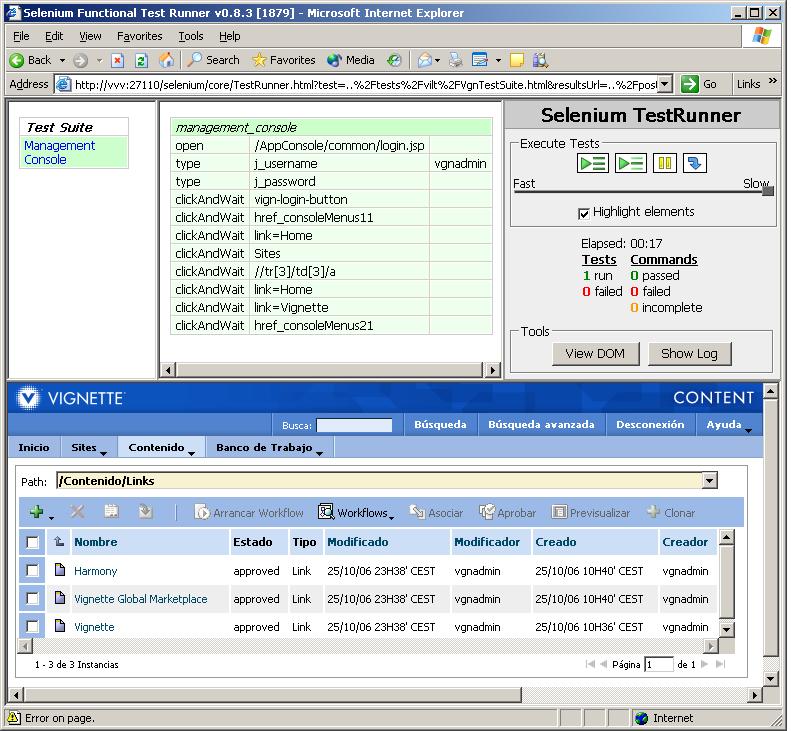 Selenium Functional Test Runner v0.8.3 [1879] - Microsoft Internet Explorer
File Edit View Favorites Tools Help
Back Search Favorites Media
Address http://vvv:27110/selenium/core/TestRunner.html?test=..%2Ftests%2Fvilt%2FVgnTestSuite.html&resultsUrl=..%2Fpos Go Links »
Test Suite
Management
Console
management_console
open /AppConsole/common/login.jsp
type j_username vgnadmin
type j_password
clickAndWait vign-login-button
clickAndWait href_consoleMenus11
clickAndWait link=Home
clickAndWait Sites
clickAndWait //tr[3]/td[3]/a
clickAndWait link=Home
clickAndWait link=Vignette
clickAndWait href_consoleMenus21
Selenium TestRunner
Execute Tests
Fast Slow
Highlight elements
Elapsed: 00:17
Tests Commands
1 run 0 passed
0 failed 0 failed
0 incomplete
Tools
View DOM Show Log
VIGNETTE CONTENT
Busca: Búsqueda Búsqueda avanzada Desconexión Ayuda
Inicio Sites Contenido Banco de Trabajo
Path: /Contenido/Links
Arrancar Workflow Workflows Asociar Aprobar Previsualizar Clonar
Nombre Estado Tipo Modificado Modificador Creado Creador
Harmony approved Link 25/10/06 23H38' CEST vgnadmin 25/10/06 10H40' CEST vgnadmin
Vignette Global Marketplace approved Link 25/10/06 23H38' CEST vgnadmin 25/10/06 10H40' CEST vgnadmin
Vignette approved Link 25/10/06 23H38' CEST vgnadmin 25/10/06 10H36' CEST vgnadmin
1 - 3 de 3 Instancias Página 1 de 1
Error on page. Internet